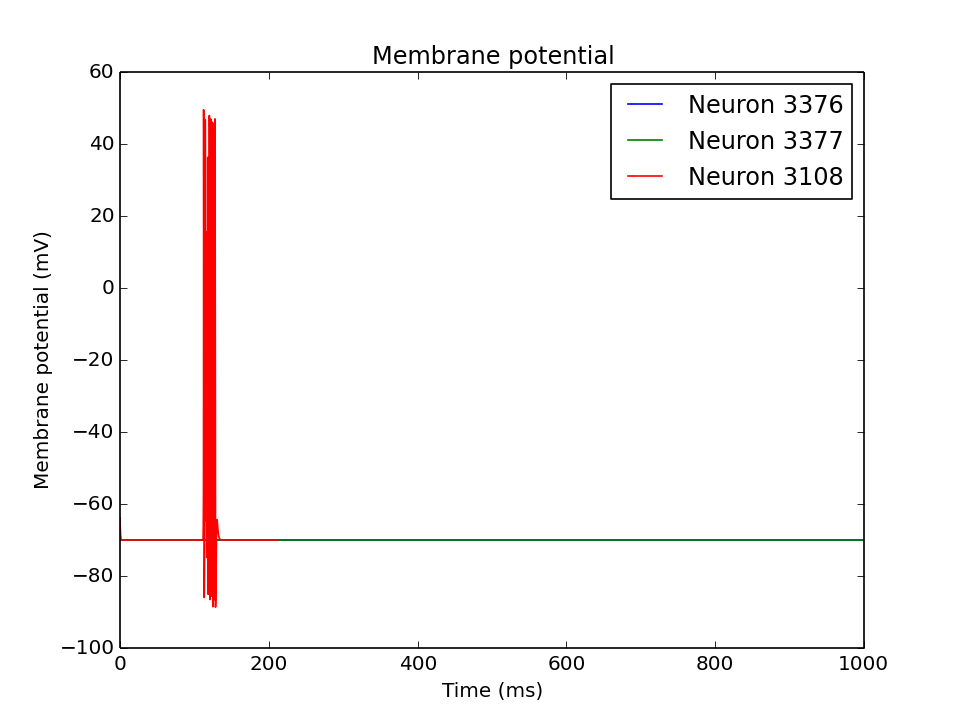 Membrane potential
Neuron 3376
Neuron 3377
Neuron 3108
Membrane potential (mV)
60
40
20
0
−20
−40
−60
−80
−100
0 200 400 600 800 1000
Time (ms)